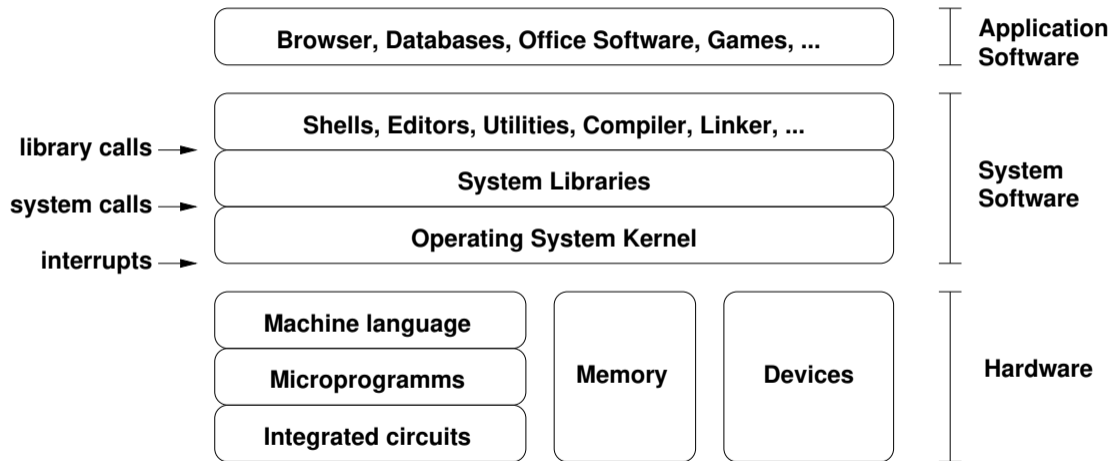 Browser, Databases, Office Software, Games, ...
Application
Software
Shells, Editors, Utilities, Compiler, Linker, ...
library calls
System Libraries
System
Software
system calls
Operating System Kernel
interrupts
Machine language
Microprogramms
Memory
Devices
Hardware
Integrated circuits